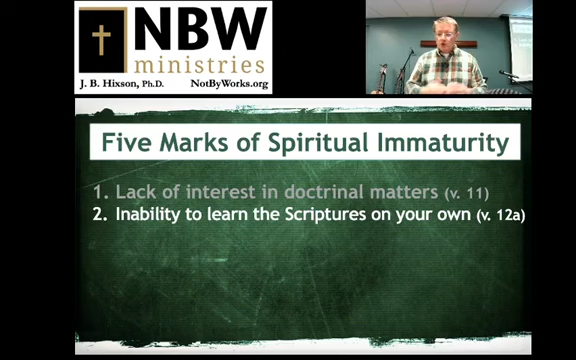 NBW
ministries
J. B. Hixson, Ph.D. NotByWorks.org
Five Marks of Spiritual Immaturity
1. Lack of interest in doctrinal matters (v. 11)
2. Inability to learn the Scriptures on your own (v. 12a)